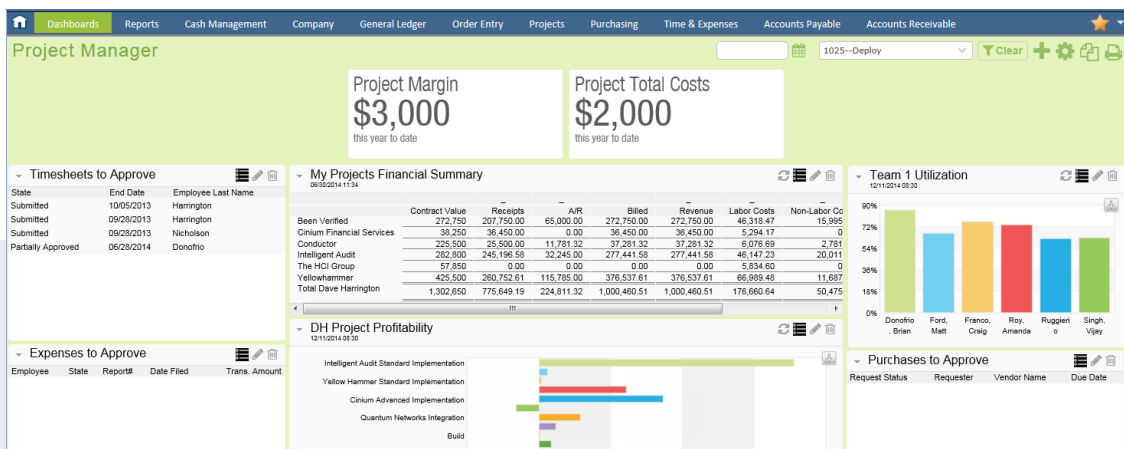 Dashboards Reports Cash Management Company General Ledger Order Entry Projects Purchasing Time & Expenses Accounts Payable Accounts Receivable
Project Manager
1025--Deploy
Clear
Project Margin
$3,000
this year to date
Project Total Costs
$2,000
this year to date
Timesheets to Approve
State End Date Employee Last Name
Submitted 10/05/2013 Harrington
Submitted 09/28/2013 Harrington
Submitted 09/28/2013 Nicholson
Partially Approved 06/28/2014 Donofrio
Expenses to Approve
Employee State Report# Date Filed Trans. Amount
My Projects Financial Summary
06/30/2014 11:34
Contract Value Receipts A/R Billed Revenue Labor Costs Non-Labor Co
Been Verified 272,750 207,750.00 65,000.00 272,750.00 272,750.00 46,318.47 15,995
Cinium Financial Services 38,250 36,450.00 0.00 36,450.00 36,450.00 5,294.17 0
Conductor 225,500 25,500.00 11,781.32 37,281.32 37,281.32 6,076.69 2,781
Intelligent Audit 282,800 245,196.58 32,245.00 277,441.58 277,441.58 46,147.23 20,011
The HCI Group 57,850 0.00 0.00 0.00 0.00 5,834.60 0
Yellowhammer 425,500 260,752.61 115,785.00 376,537.61 376,537.61 66,989.48 11,687
Total Dave Harrington 1,302,650 775,649.19 224,811.32 1,000,460.51 1,000,460.51 176,660.64 50,475
DH Project Profitability
12/11/2014 08:30
Intelligent Audit Standard Implementation
Yellow Hammer Standard Implementation
Cinium Advanced Implementation
Quantum Networks Integration
Build
Team 1 Utilization
12/11/2014 08:30
90%
72%
54%
36%
18%
0%
Donofrio Ford, Franco, Roy, Ruggieri Singh,
, Brian Matt Craig Amanda o Vijay
Purchases to Approve
Request Status Requester Vendor Name Due Date